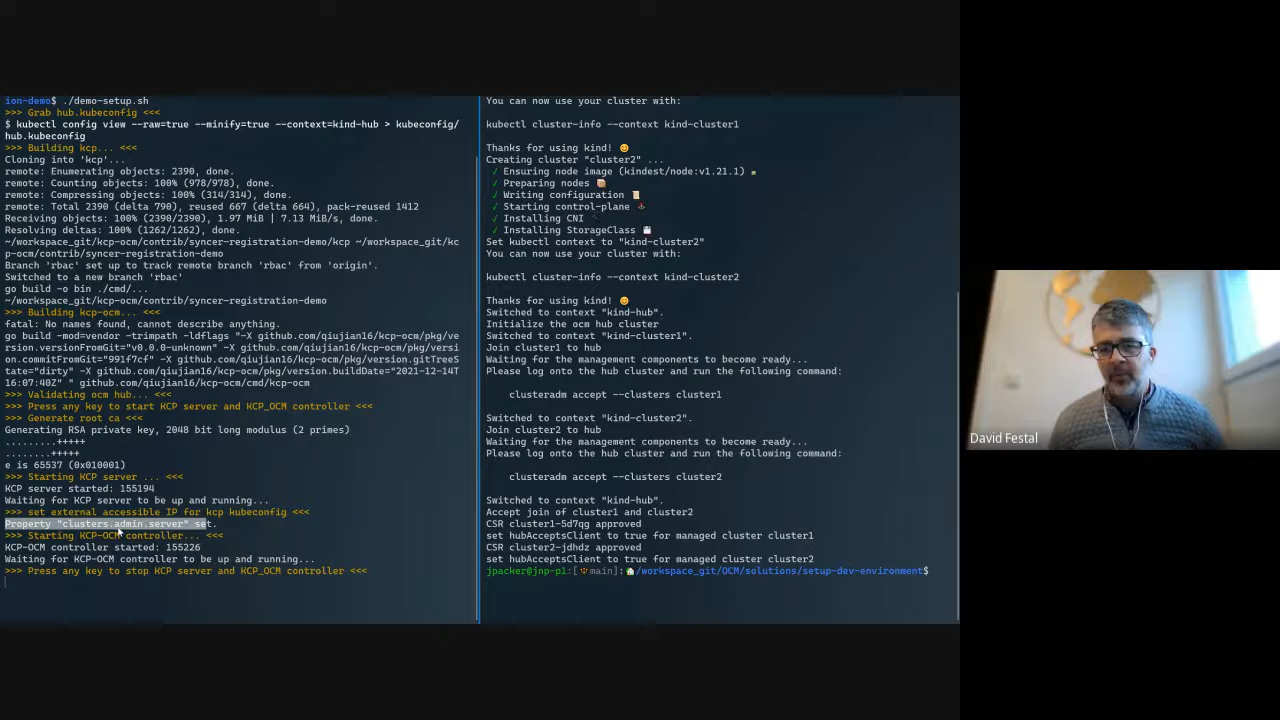 ion-demo$ ./demo-setup.sh
>>> Grab hub.kubeconfig <<<
$ kubectl config view --raw=true --minify=true --context=kind-hub > kubeconfig/
hub.kubeconfig
>>> Building kcp... <<<
Cloning into 'kcp'...
remote: Enumerating objects: 2390, done.
remote: Counting objects: 100% (978/978), done.
remote: Compressing objects: 100% (314/314), done.
remote: Total 2390 (delta 790), reused 667 (delta 664), pack-reused 1412
Receiving objects: 100% (2390/2390), 1.97 MiB | 7.13 MiB/s, done.
Resolving deltas: 100% (1262/1262), done.
~/workspace_git/kcp-ocm/contrib/syncer-registration-demo/kcp ~/workspace_git/kc
p-ocm/contrib/syncer-registration-demo
Branch 'rbac' set up to track remote branch 'rbac' from 'origin'.
Switched to a new branch 'rbac'
go build -o bin ./cmd/...
~/workspace_git/kcp-ocm/contrib/syncer-registration-demo
>>> Building kcp-ocm... <<<
fatal: No names found, cannot describe anything.
go build -mod=vendor -trimpath -ldflags "-X github.com/qiujian16/kcp-ocm/pkg/ve
rsion.versionFromGit="v0.0.0-unknown" -X github.com/qiujian16/kcp-ocm/pkg/versi
on.commitFromGit="991f7cf" -X github.com/qiujian16/kcp-ocm/pkg/version.gitTreeS
tate="dirty" -X github.com/qiujian16/kcp-ocm/pkg/version.buildDate="2021-12-14T
16:07:40Z" " github.com/qiujian16/kcp-ocm/cmd/kcp-ocm
>>> Validating ocm hub... <<<
>>> Press any key to start KCP server and KCP_OCM controller <<<
>>> Generate root ca <<<
Generating RSA private key, 2048 bit long modulus (2 primes)
.........+++++
........+++++
e is 65537 (0x010001)
>>> Starting KCP server ... <<<
KCP server started: 155194
Waiting for KCP server to be up and running...
>>> set external accessible IP for kcp kubeconfig <<<
Property "clusters.admin.server" set.
>>> Starting KCP-OCM controller... <<<
KCP-OCM controller started: 155226
Waiting for KCP-OCM controller to be up and running...
>>> Press any key to stop KCP server and KCP_OCM controller <<<
You can now use your cluster with:
kubectl cluster-info --context kind-cluster1
Thanks for using kind! 😊
Creating cluster "cluster2" ...
✓ Ensuring node image (kindest/node:v1.21.1)
✓ Preparing nodes 📦
✓ Writing configuration 📜
✓ Starting control-plane 🕹️
✓ Installing CNI 🔌
✓ Installing StorageClass 💾
Set kubectl context to "kind-cluster2"
You can now use your cluster with:
kubectl cluster-info --context kind-cluster2
Thanks for using kind! 😊
Switched to context "kind-hub".
Initialize the ocm hub cluster
Switched to context "kind-cluster1".
Join cluster1 to hub
Waiting for the management components to become ready...
Please log onto the hub cluster and run the following command:
clusteradm accept --clusters cluster1
Switched to context "kind-cluster2".
Join cluster2 to hub
Waiting for the management components to become ready...
Please log onto the hub cluster and run the following command:
clusteradm accept --clusters cluster2
Switched to context "kind-hub".
Accept join of cluster1 and cluster2
CSR cluster1-5d7qg approved
set hubAcceptsClient to true for managed cluster cluster1
CSR cluster2-jdhdz approved
set hubAcceptsClient to true for managed cluster cluster2
jpacker@jnp-p1:[main]:/workspace_git/OCM/solutions/setup-dev-environment$
David Festal